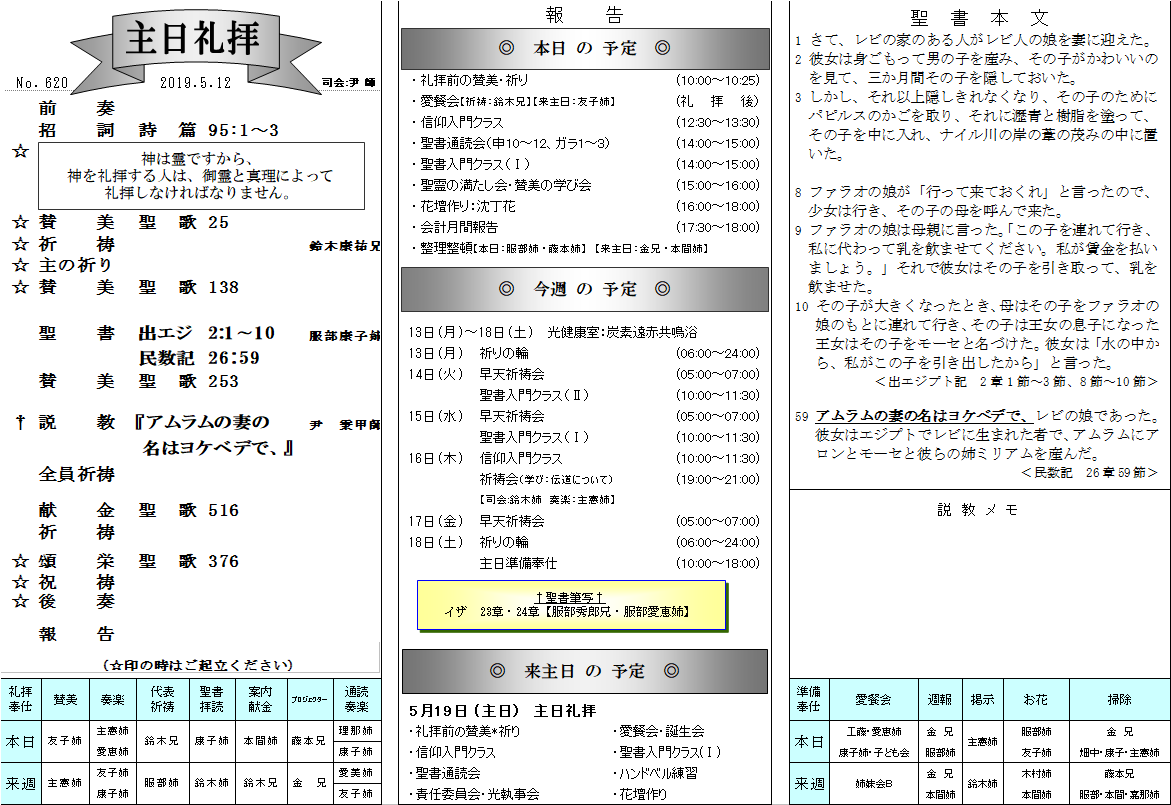 主日礼拝
No. 620
2019.5.12
司会:尹 師
前 奏
招 詞 詩 篇 95:1~3
☆
神は霊ですから、
神を礼拝する人は、御霊と真理によって
礼拝しなければなりません。
☆ 賛 美 聖 歌 25
☆ 祈 祷 鈴木康祐兄
☆ 主の祈り
☆ 賛 美 聖 歌 138
聖 書 出エジ 2:1~10 服部康子姉
民数記 26:59
賛 美 聖 歌 253
† 説 教 『アムラムの妻の 尹 師
名はヨケベデで、』
全員祈祷
献 金 聖 歌 516
祈 祷
☆ 頌 栄 聖 歌 376
☆ 祝 祷
☆ 後 奏
報 告
(☆印の時はご起立ください)
礼拝奉仕 賛美 奏楽 代表祈祷 聖書拝読 案内献金 プロジェクター 通読奏楽
本日 友子姉 主憲姉 愛恵姉 鈴木兄 康子姉 本間姉 藤本兄 理那姉 康子姉
来週 主憲姉 友子姉 康子姉 服部姉 鈴木姉 鈴木兄 金 兄 愛美姉 友子姉
報 告
◎ 本日 の 予定 ◎
・礼拝前の賛美・祈り (10:00~10:25)
・愛餐会【祈祷:鈴木兄】【来主日:友子姉】 (礼 拝 後)
・信仰入門クラス (12:30~13:30)
・聖書通読会(申10~12、ガラ1~3) (14:00~15:00)
・聖書入門クラス(Ⅰ) (14:00~15:00)
・聖霊の満たし会・賛美の学び会 (15:00~16:00)
・花壇作り:沈丁花 (16:00~18:00)
・会計月間報告 (17:30~18:00)
・整理整頓【本日:服部姉・藤本姉】 【来主日:金兄・本間姉】
◎ 今週 の 予定 ◎
13日(月)~18日(土) 光健康室:炭素遠赤共鳴浴
13日(月) 祈りの輪 (06:00~24:00)
14日(火) 早天祈祷会 (05:00~07:00)
聖書入門クラス(Ⅱ) (10:00~11:30)
15日(水) 早天祈祷会 (05:00~07:00)
聖書入門クラス(Ⅰ) (10:00~11:30)
16日(木) 信仰入門クラス (10:00~11:30)
祈祷会(学び:伝道について) (19:00~21:00)
【司会:鈴木姉 奏楽:主憲姉】
17日(金) 早天祈祷会 (05:00~07:00)
18日(土) 祈りの輪 (06:00~24:00)
主日準備奉仕 (10:00~18:00)
†聖書筆写†
イザ 23章・24章【服部秀郎兄・服部愛恵姉】
◎ 来主日 の 予定 ◎
5月19日(主日) 主日礼拝
・礼拝前の賛美*祈り ・愛餐会・誕生会
・信仰入門クラス ・聖書入門クラス(Ⅰ)
・聖書通読会 ・ハンドベル練習
・責任委員会・光執事会 ・花壇作り
聖 書 本 文
1 さて、レビの家のある人がレビ人の娘を妻に迎えた。
2 彼女は身ごもって男の子を産み、その子がかわいいの
を見て、三か月間その子を隠しておいた。
3 しかし、それ以上隠しきれなくなり、その子のために
パピルスのかごを取り、それに瀝青と樹脂を塗って、
その子を中に入れ、ナイル川の岸の葦の茂みの中に置
いた。
8 ファラオの娘が「行って来ておくれ」と言ったので、
少女は行き、その子の母を呼んで来た。
9 ファラオの娘は母親に言った。「この子を連れて行き、
私に代わって乳を飲ませてください。私が賃金を払い
ましょう。」それで彼女はその子を引き取って、乳を
飲ませた。
10 その子が大きくなったとき、母はその子をファラオの
娘のもとに連れて行き、その子は王女の息子になった
王女はその子をモーセと名づけた。彼女は「水の中か
ら、私がこの子を引き出したから」と言った。
<出エジプト記 2章1節~3節、8節~10節>
59 アムラムの妻の名はヨケベデで、レビの娘であった。
彼女はエジプトでレビに生まれた者で、アムラムにア
ロンとモーセと彼らの姉ミリアムを産んだ。
<民数記 26章59節>
説 教 メ モ
準備奉仕 愛餐会 週報 掲示 お花 掃除
本日 工藤・愛恵姉 康子姉・子ども会 金 兄 服部姉 主憲姉 服部姉 友子姉 金 兄 畑中・康子・主憲姉
来週 姉妹会B 金 兄 本間姉 鈴木姉 木村姉 本間姉 藤本兄 服部・本間・嘉那姉